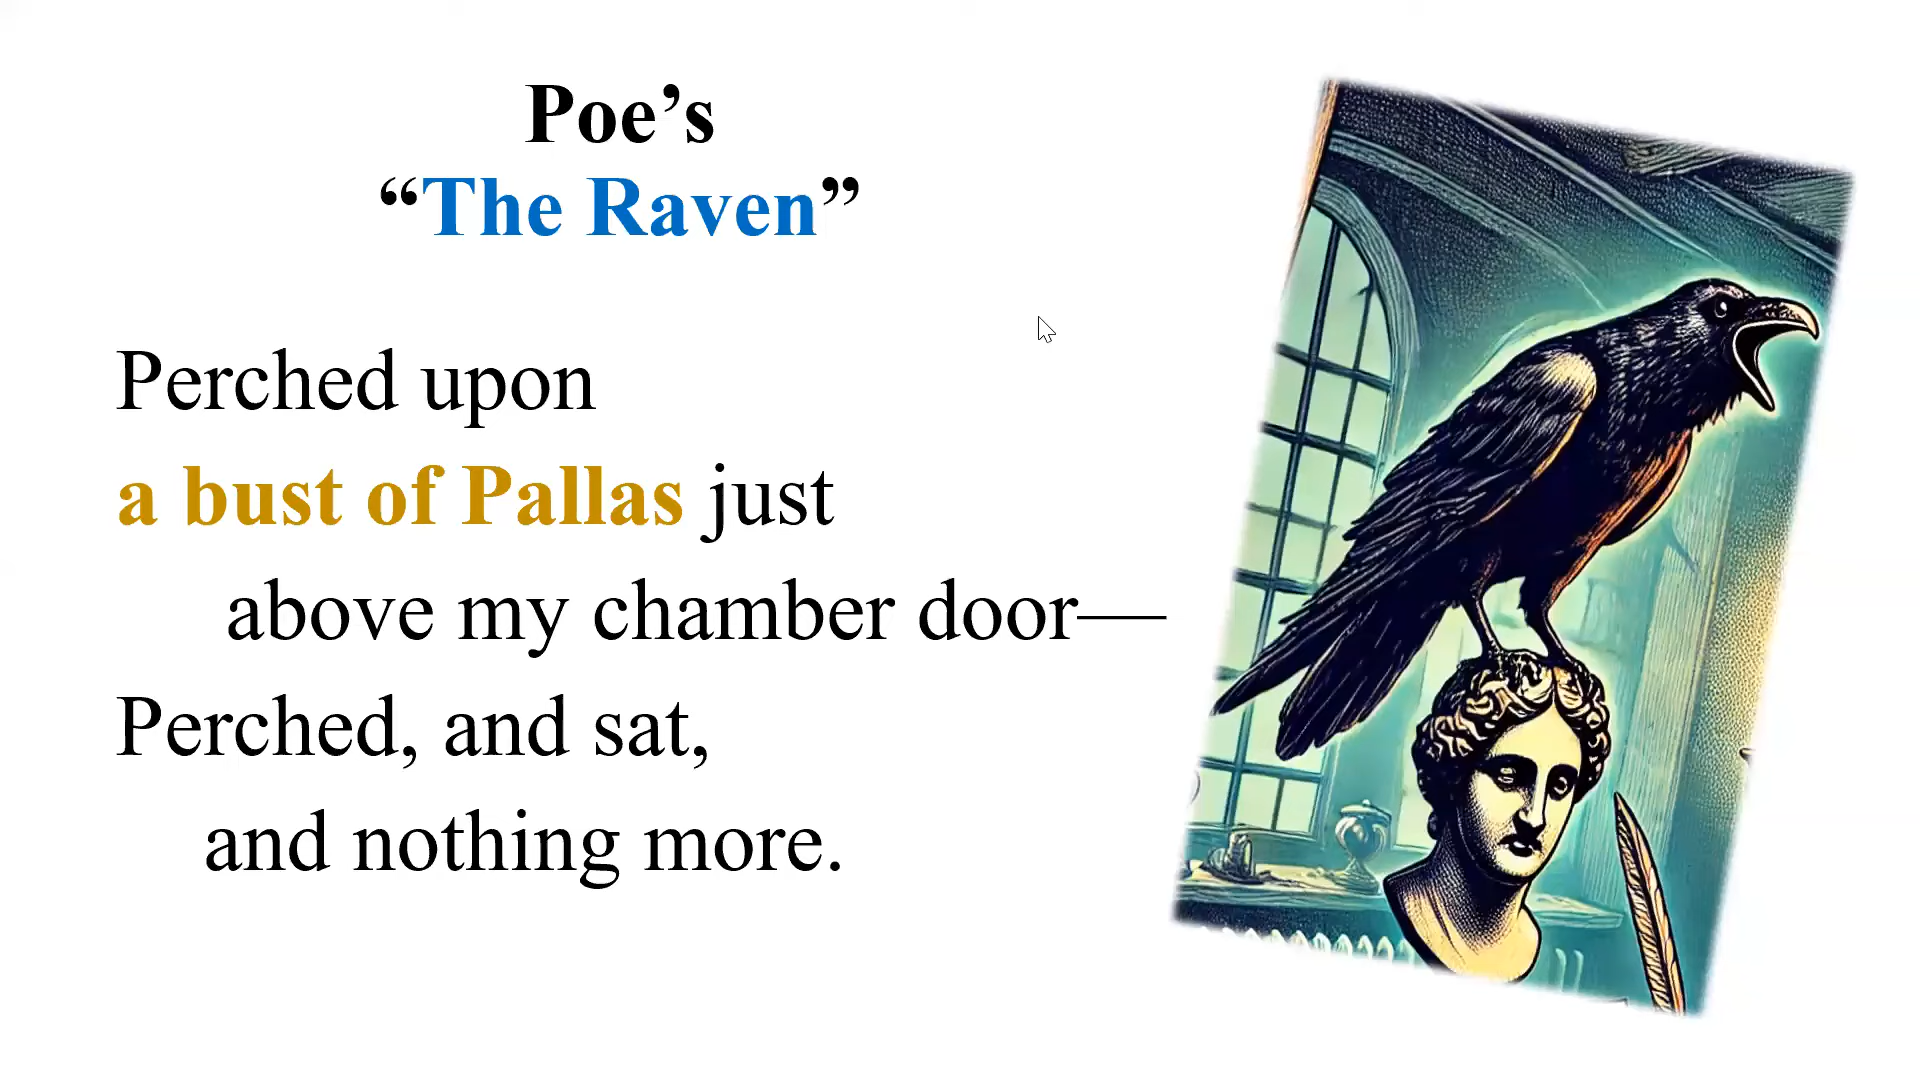 Poe’s
“The Raven”
Perched upon
a bust of Pallas just
above my chamber door—
Perched, and sat,
and nothing more.